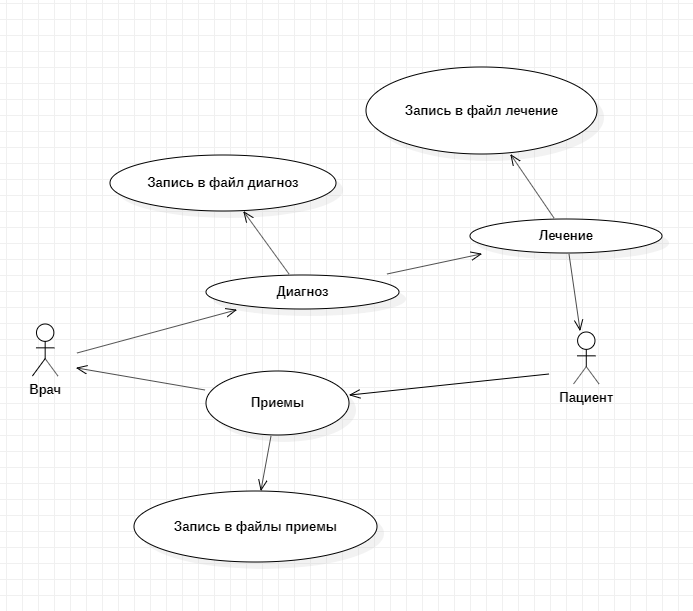 Запись в файл лечение
Запись в файл диагноз
Лечение
Диагноз
Врач
Пациент
Приемы
Запись в файлы приемы